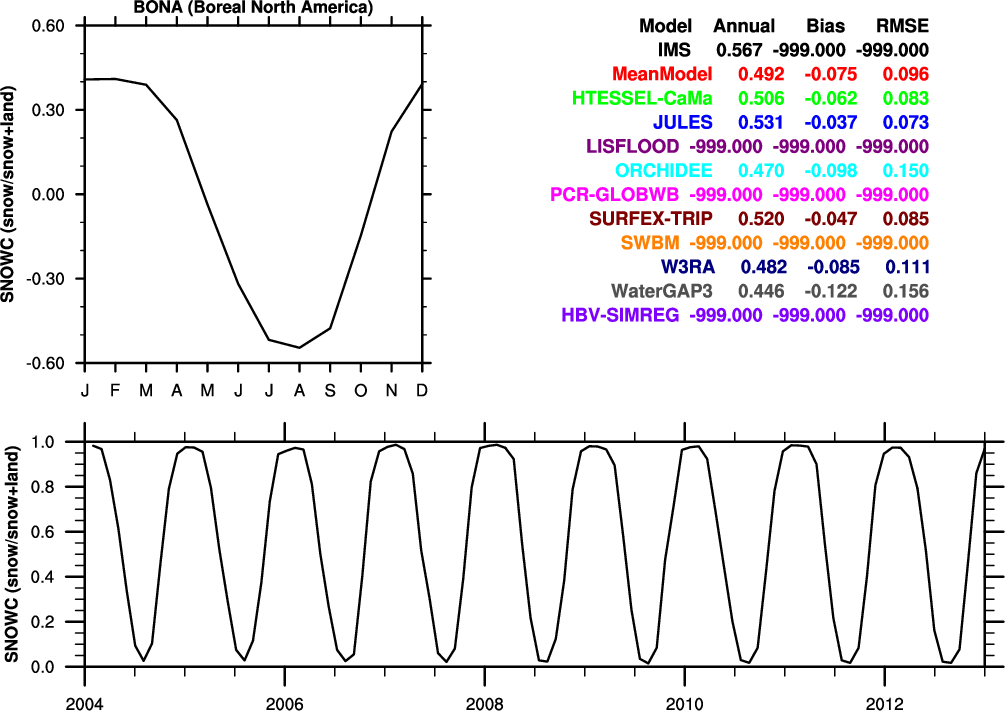 BONA (Boreal North America)
SNOWC (snow/snow+land)
0.60
0.30
0.00
-0.30
-0.60
J F M A M J J A S O N D
Model Annual Bias RMSE
IMS 0.567 -999.000 -999.000
MeanModel 0.492 -0.075 0.096
HTESSEL-CaMa 0.506 -0.062 0.083
JULES 0.531 -0.037 0.073
LISFLOOD -999.000 -999.000 -999.000
ORCHIDEE 0.470 -0.098 0.150
PCR-GLOBWB -999.000 -999.000 -999.000
SURFEX-TRIP 0.520 -0.047 0.085
SWBM -999.000 -999.000 -999.000
W3RA 0.482 -0.085 0.111
WaterGAP3 0.446 -0.122 0.156
HBV-SIMREG -999.000 -999.000 -999.000
SNOWC (snow/snow+land)
1.0
0.8
0.6
0.4
0.2
0.0
2004 2006 2008 2010 2012